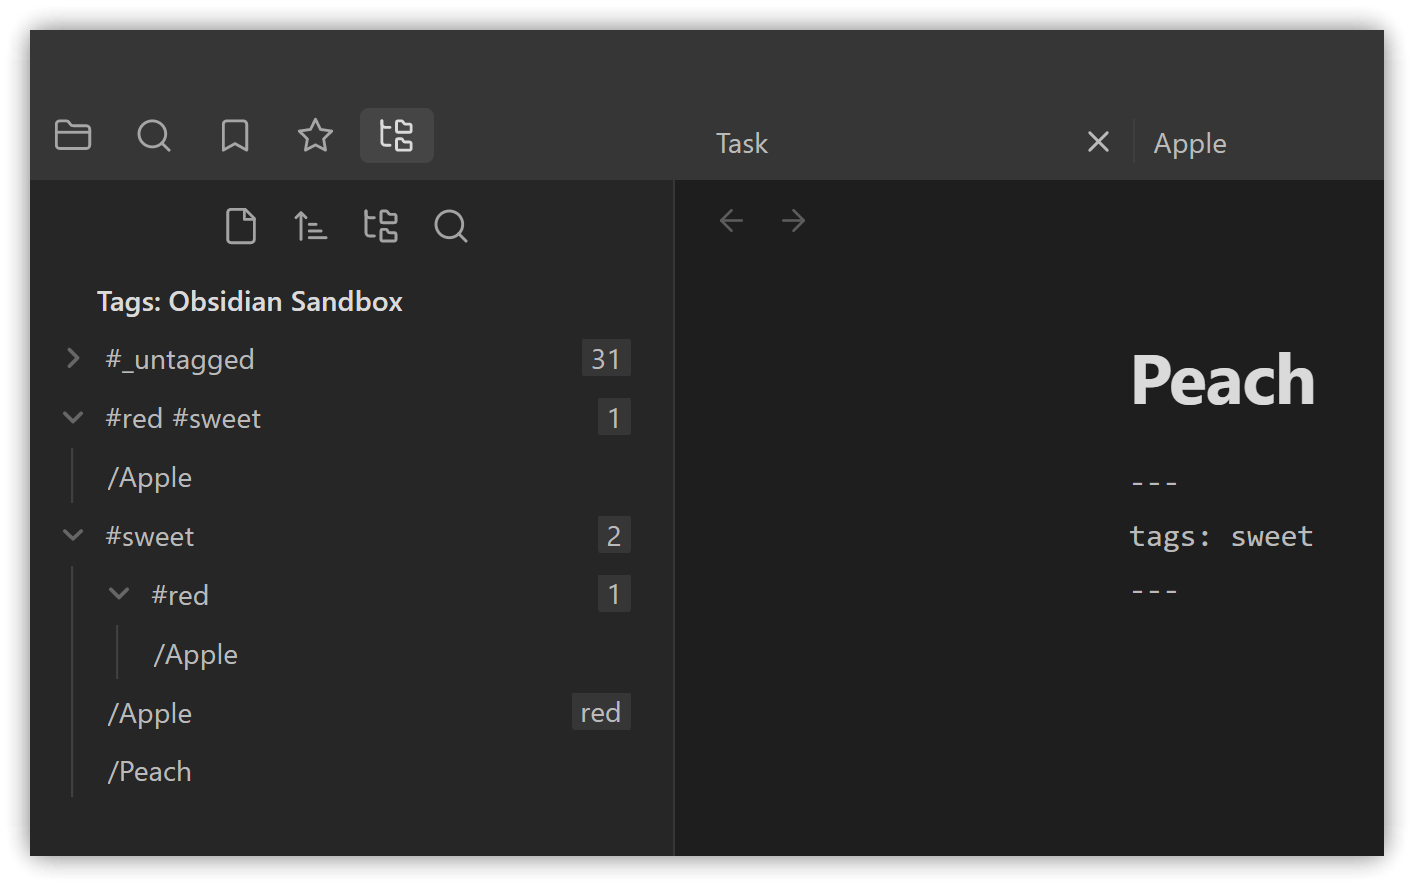 Task
Apple
Tags: Obsidian Sandbox
#_untagged 31
#red #sweet 1
/Apple
#sweet 2
#red 1
/Apple
/Apple red
/Peach
Peach
---
tags: sweet
---